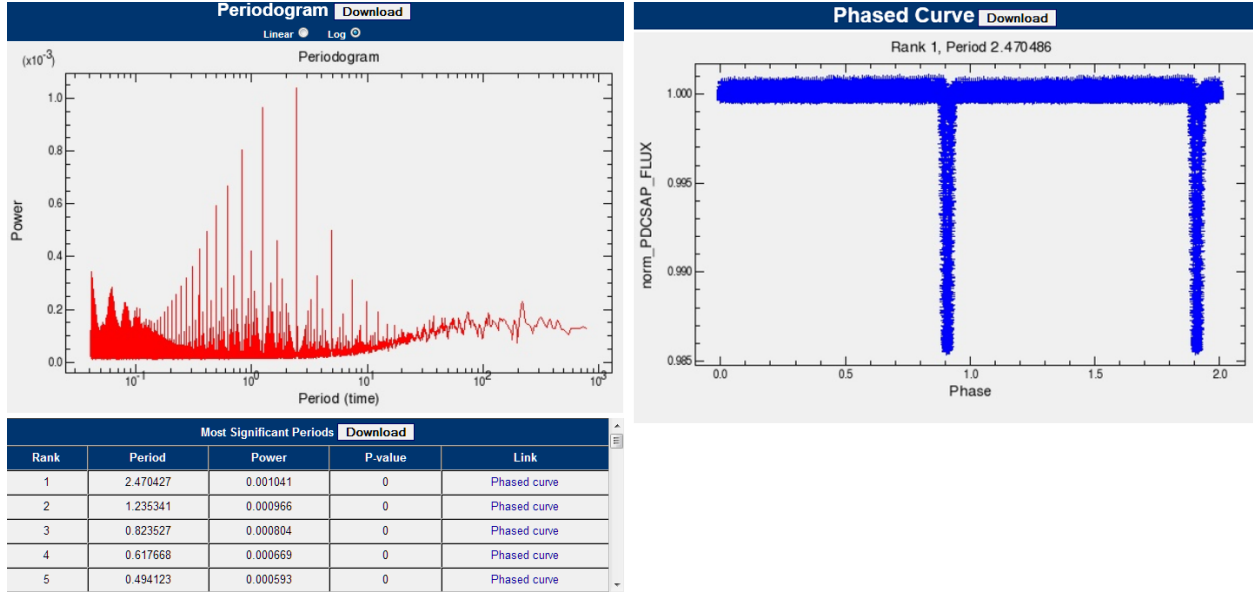 Periodogram Download
Linear Log
Periodogram
(x10-3)
1.0
0.8
0.6
0.4
0.2
0.0
Power
10-1 100 101 102 103
Period (time)
Most Significant Periods Download
Rank Period Power P-value Link
1 2.470427 0.001041 0 Phased curve
2 1.235341 0.000966 0 Phased curve
3 0.823527 0.000804 0 Phased curve
4 0.617668 0.000669 0 Phased curve
5 0.494123 0.000593 0 Phased curve
Phased Curve Download
Rank 1, Period 2.470486
1.000
0.995
0.990
0.985
norm_PDCSAP_FLUX
0.0 0.5 1.0 1.5 2.0
Phase